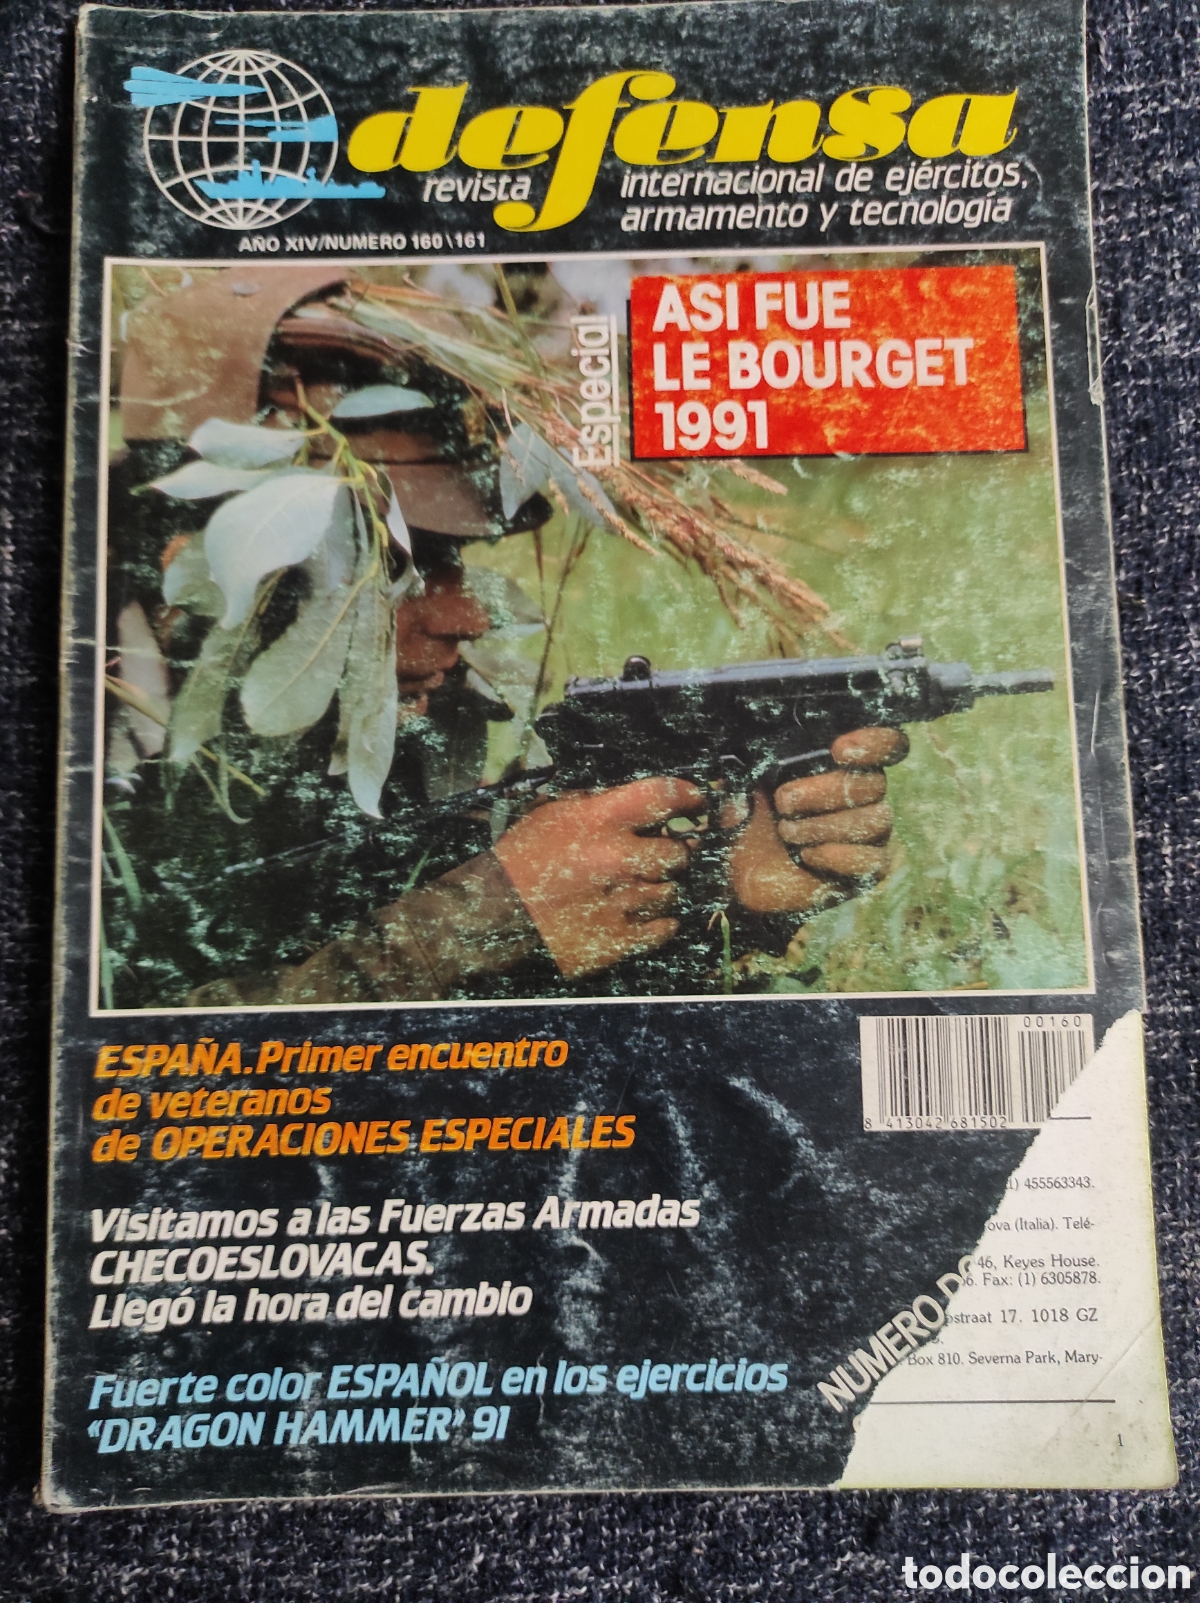 defensa
revista
internacional de ejércitos,
armamento y tecnología
AÑO XIV/NUMERO 160\161
Especial
ASI FUE
LE BOURGET
1991
00160
8 413042 681502
ESPAÑA. Primer encuentro
de veteranos
de OPERACIONES ESPECIALES
Visitamos a las Fuerzas Armadas
CHECOESLOVACAS.
Llegó la hora del cambio
Fuerte color ESPAÑOL en los ejercicios
«DRAGON HAMMER» 91
NUMERO
1) 455563343.
ova (Italia). Telé-
46, Keyes House.
6. Fax: (1) 6305878.
straat 17. 1018 GZ
Box 810. Severna Park, Mary-
1
todocoleccion